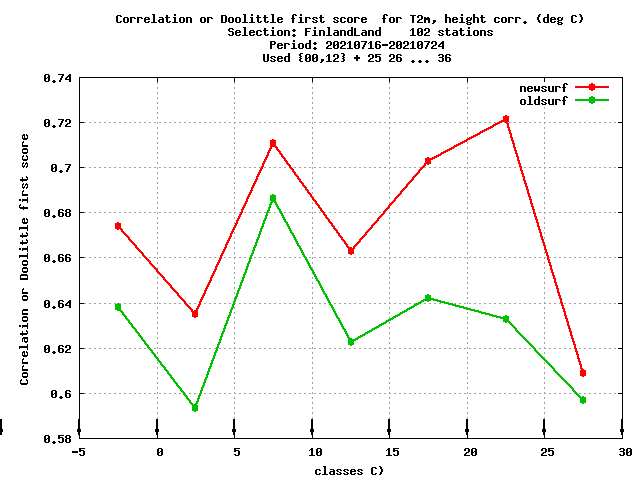 Correlation or Doolittle first score  for T2m, height corr. (deg C)
Selection: FinlandLand    102 stations
Period: 20210716-20210724
Used {00,12} + 25 26 ... 36
newsurf
oldsurf
Correlation or Doolittle first score
0.74
0.72
0.7
0.68
0.66
0.64
0.62
0.6
0.58
-5 0 5 10 15 20 25 30
classes C)